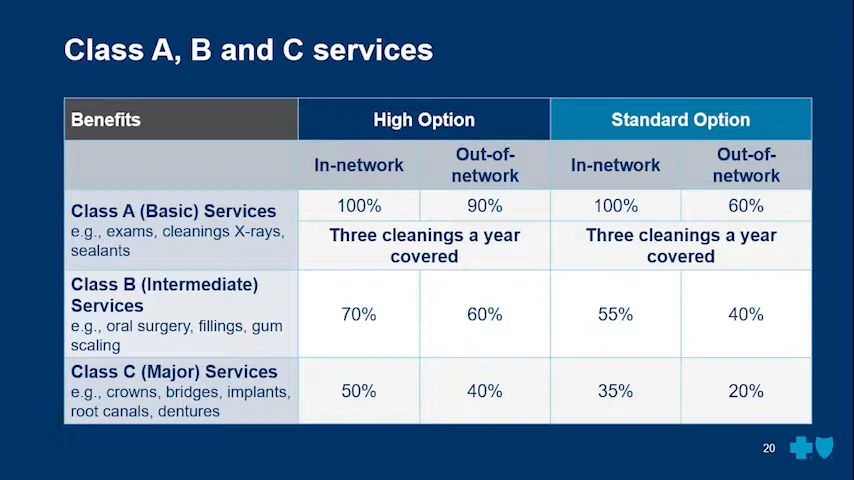 Class A, B and C services
Benefits
High Option
Standard Option
In-network
Out-of-
network
In-network
Out-of-
network
Class A (Basic) Services
e.g., exams, cleanings X-rays,
sealants
100%
90%
100%
60%
Three cleanings a year
covered
Three cleanings a year
covered
Class B (Intermediate)
Services
e.g., oral surgery, fillings, gum
scaling
70%
60%
55%
40%
Class C (Major) Services
e.g., crowns, bridges, implants,
root canals, dentures
50%
40%
35%
20%
20